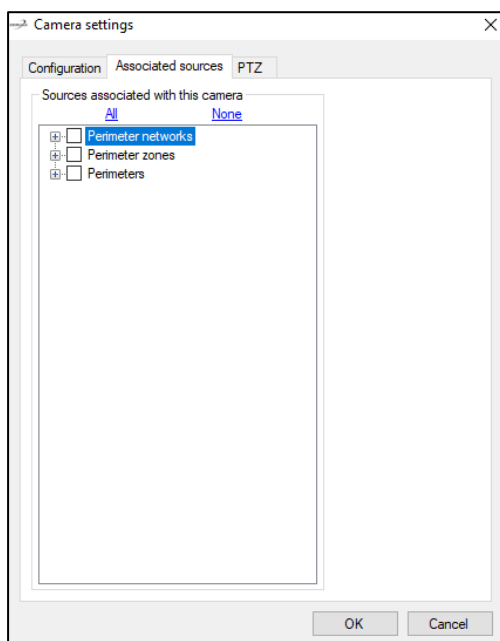 Camera settings
Configuration Associated sources PTZ
Sources associated with this camera
All None
Perimeter networks
Perimeter zones
Perimeters
OK Cancel